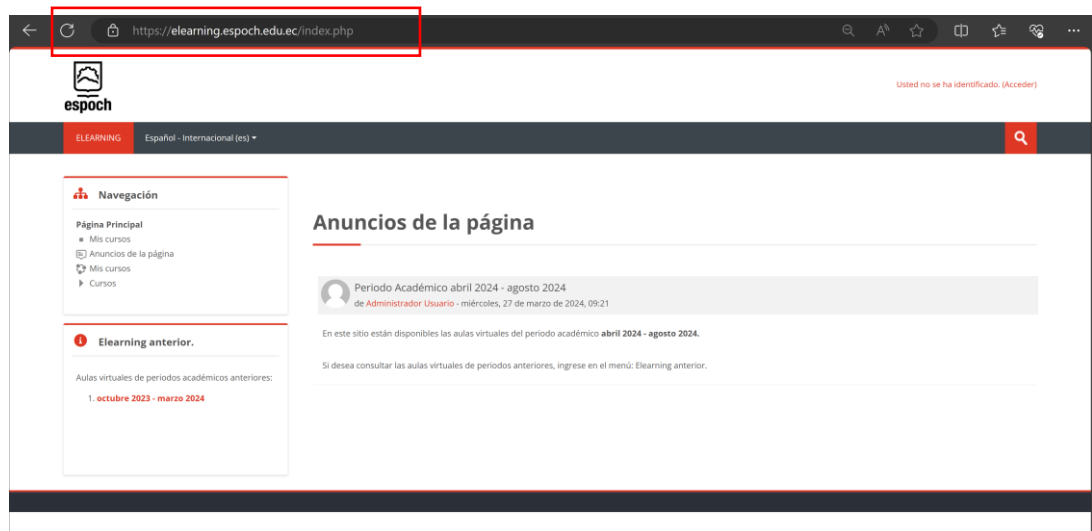 https://elearning.espoch.edu.ec/index.php
espoch
Usted no se ha identificado. (Acceder)
ELEARNING Español - Internacional (es)
Navegación
Página Principal
Mis cursos
Anuncios de la página
Mis cursos
Cursos
Elearning anterior.
Aulas virtuales de periodos académicos anteriores:
1. octubre 2023 - marzo 2024
Anuncios de la página
Periodo Académico abril 2024 - agosto 2024
de Administrador Usuario - miércoles, 27 de marzo de 2024, 09:21
En este sitio están disponibles las aulas virtuales del periodo académico abril 2024 - agosto 2024.
Si desea consultar las aulas virtuales de periodos anteriores, ingrese en el menú: Elearning anterior.